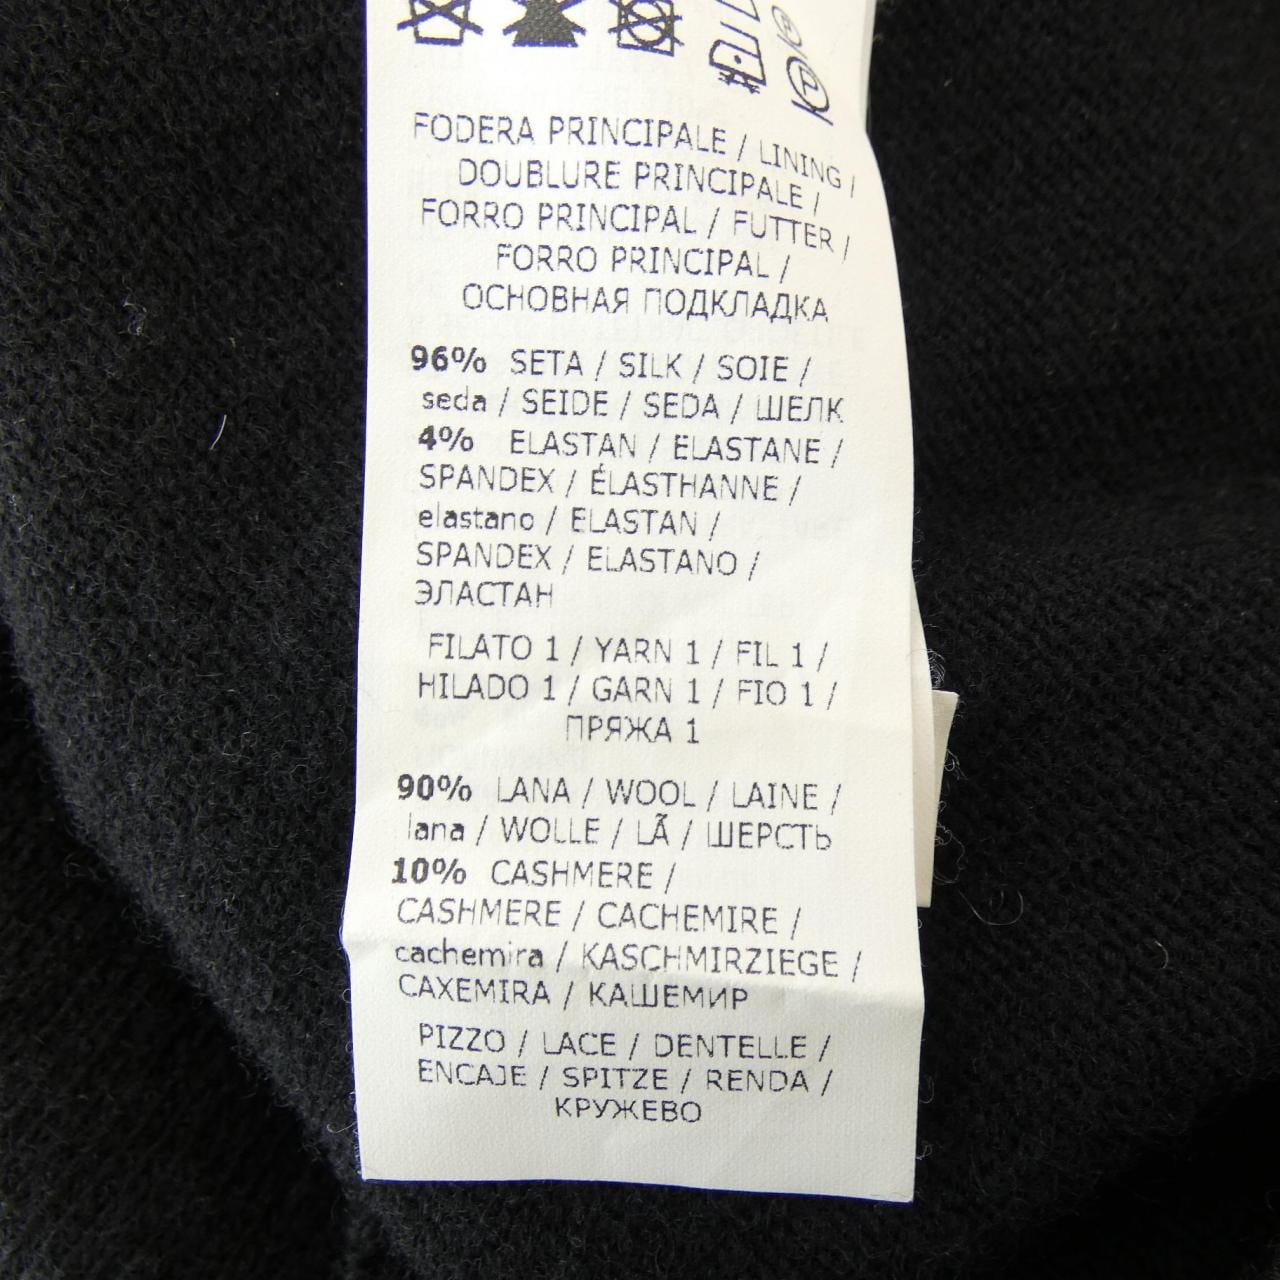 FODERA PRINCIPALE / LINING /
DOUBLURE PRINCIPALE /
FORRO PRINCIPAL / FUTTER /
FORRO PRINCIPAL /
ОСНОВНАЯ ПОДКЛАДКА
96% SETA / SILK / SOIE /
seda / SEIDE / SEDA / ШЕЛК
4% ELASTAN / ELASTANE /
SPANDEX / ÉLASTHANNE /
elastano / ELASTAN /
SPANDEX / ELASTANO /
ЭЛАСТАН
FILATO 1 / YARN 1 / FIL 1 /
HILADO 1 / GARN 1 / FIO 1 /
ПРЯЖА 1
90% LANA / WOOL / LAINE /
lana / WOLLE / LÃ / ШЕРСТЬ
10% CASHMERE /
CASHMERE / CACHEMIRE /
cachemira / KASCHMIRZIEGE /
CAXEMIRA / КАШЕМИР
PIZZO / LACE / DENTELLE /
ENCAJE / SPITZE / RENDA /
КРУЖЕВО